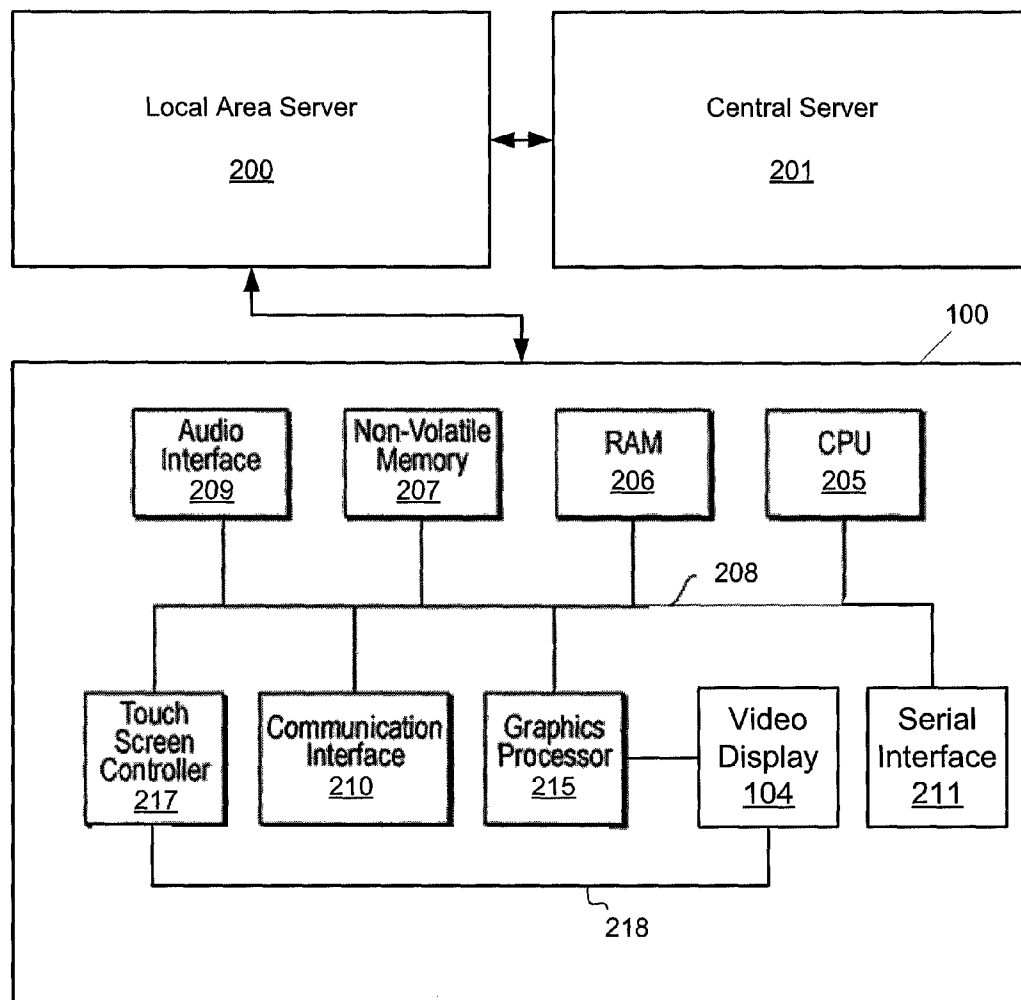 Local Area Server
200
Central Server
201
100
Audio
Interface
209
Non-Volatile
Memory
207
RAM
206
CPU
205
208
Touch
Screen
Controller
217
Communication
Interface
210
Graphics
Processor
215
Video
Display
104
Serial
Interface
211
218